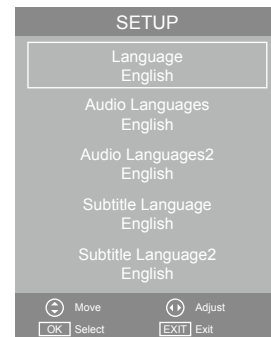 SETUP
Language
English
Audio Languages
English
Audio Languages2
English
Subtitle Language
English
Subtitle Language2
English
Move Adjust
OK Select EXIT Exit